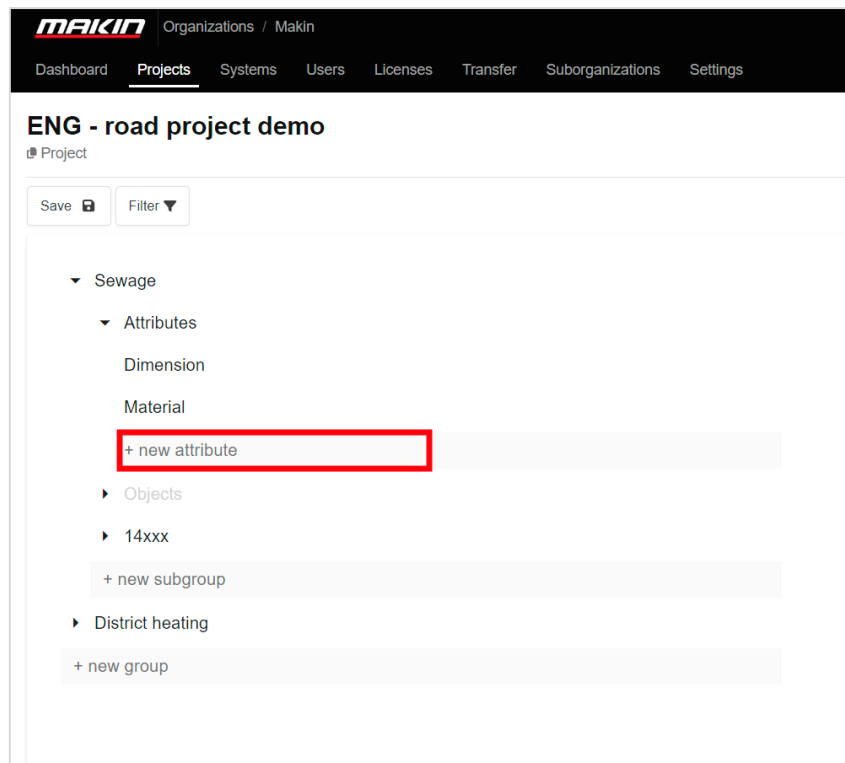 MAKIN Organizations / Makin
Dashboard Projects Systems Users Licenses Transfer Suborganizations Settings
ENG - road project demo
Project
Save Filter
Sewage
Attributes
Dimension
Material
+ new attribute
Objects
14xxx
+ new subgroup
District heating
+ new group